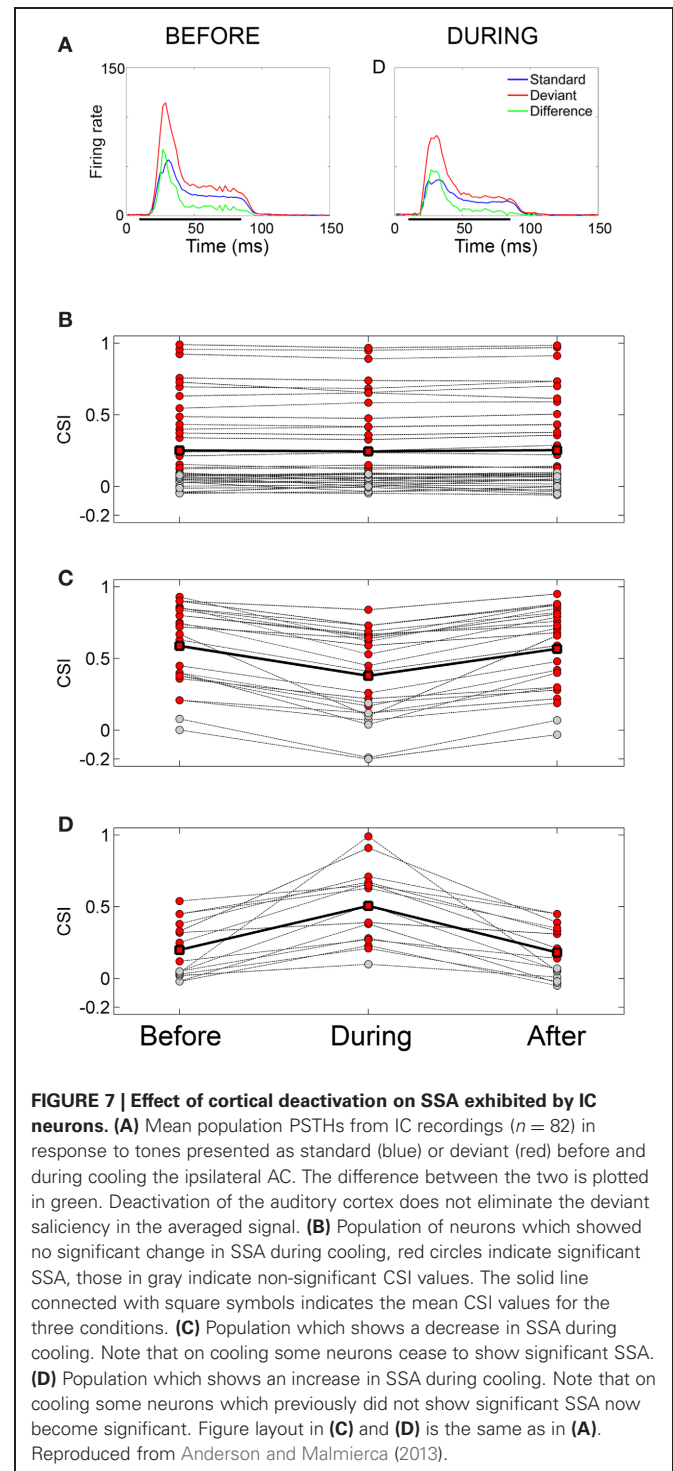 A
BEFORE
DURING
150
D
Standard
Deviant
Difference
Firing rate
0
0
50
100
150
0
50
100
150
Time (ms)
Time (ms)
B
1
0.5
0
-0.2
CSI
C
1
0.5
0
-0.2
CSI
D
1
0.5
0
-0.2
CSI
Before
During
After
FIGURE 7 | Effect of cortical deactivation on SSA exhibited by IC
neurons. (A) Mean population PSTHs from IC recordings (n = 82) in
response to tones presented as standard (blue) or deviant (red) before and
during cooling the ipsilateral AC. The difference between the two is plotted
in green. Deactivation of the auditory cortex does not eliminate the deviant
saliciency in the averaged signal. (B) Population of neurons which showed
no significant change in SSA during cooling, red circles indicate significant
SSA, those in gray indicate non-significant CSI values. The solid line
connected with square symbols indicates the mean CSI values for the
three conditions. (C) Population which shows a decrease in SSA during
cooling. Note that on cooling some neurons cease to show significant SSA.
(D) Population which shows an increase in SSA during cooling. Note that on
cooling some neurons which previously did not show significant SSA now
become significant. Figure layout in (C) and (D) is the same as in (A).
Reproduced from Anderson and Malmierca (2013).